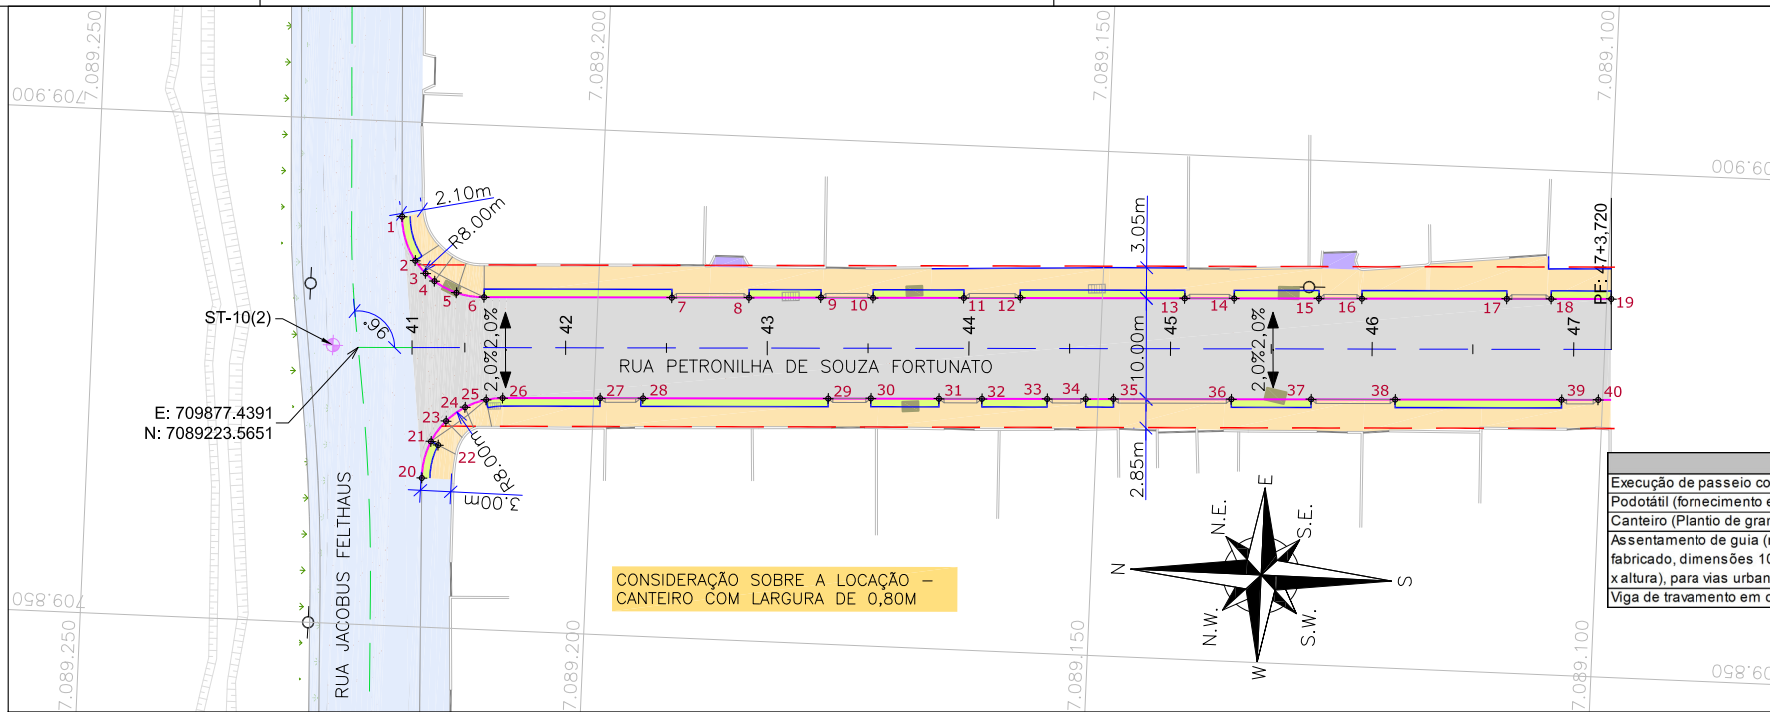 7.089.250
7.089.200
7.089.150
7.089.100
709.900
709.900
2.10m
R8.00m
3.05m
PF: 47+3,720
1
2
3
4
5
6
7
8
9
10
11
12
13
14
15
16
17
18
19
ST-10(2)
96°
41
42
43
44
45
46
47
2,0%
2,0%
2,0%
2,0%
10.00m
RUA PETRONILHA DE SOUZA FORTUNATO
E: 709877.4391
N: 7089223.5651
20
21
22
23
24
25
26
27
28
29
30
31
32
33
34
35
36
37
38
39
40
R8.00m
3.00m
2.85m
RUA JACOBUS FELTHAUS
CONSIDERAÇÃO SOBRE A LOCAÇÃO –
CANTEIRO COM LARGURA DE 0,80M
N
N.E.
E
S.E.
S
S.W.
W
N.W.
Execução de passeio co
Podotátil (fornecimento e
Canteiro (Plantio de gran
Assentamento de guia (
fabricado, dimensões 10
x altura), para vias urban
Viga de travamento em c
709.850
709.850
7.089.250
7.089.200
7.089.150
7.089.100